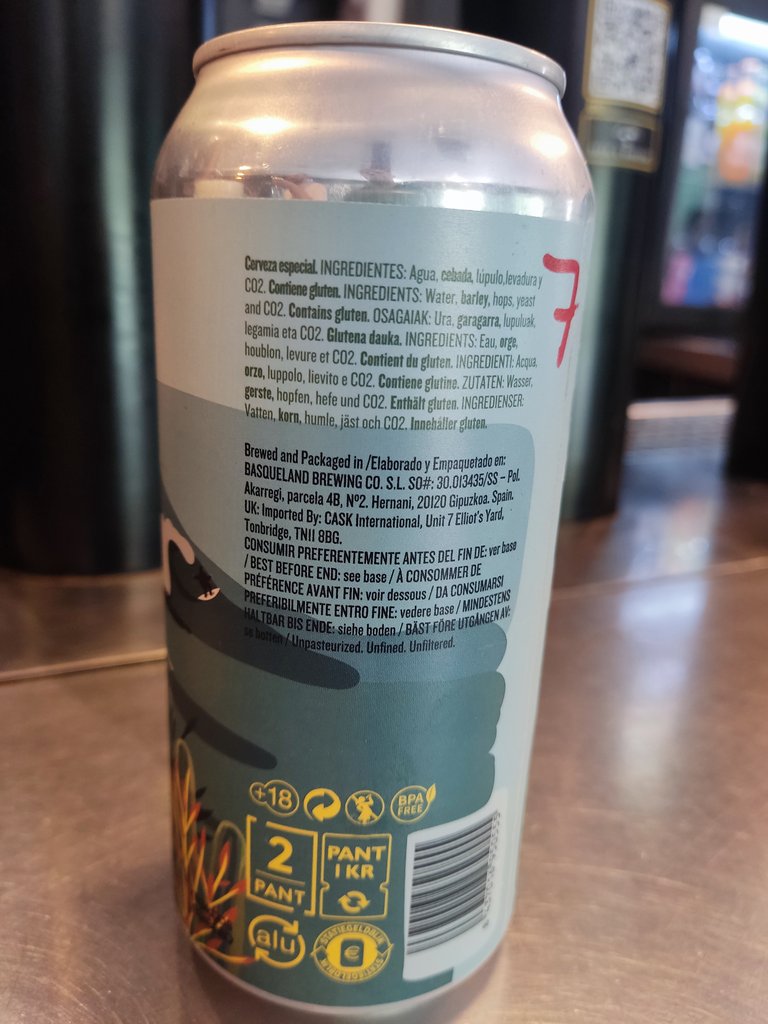 Cerveza especial. INGREDIENTES: Agua, cebada, lúpulo,levadura y
CO2. Contiene gluten. INGREDIENTS: Water, barley, hops, yeast
and CO2. Contains gluten. OSAGAIAK: Ura, garagarra, lupuluak,
legamia eta CO2. Glutena dauka. INGREDIENTS: Eau, orge,
houblon, levure et CO2. Contient du gluten. INGREDIENTI: Acqua,
orzo, luppolo, lievito e CO2. Contiene glutine. ZUTATEN: Wasser,
gerste, hopfen, hefe und CO2. Enthält gluten. INGREDIENSER:
Vatten, korn, humle, jäst och CO2. Innehåller gluten.
7
Brewed and Packaged in /Elaborado y Empaquetado en:
BASQUELAND BREWING CO. S.L. SO#: 30.013435/SS – Pol.
Akarregi, parcela 4B, Nº2. Hernani, 20120 Gipuzkoa. Spain.
UK: Imported By: CASK International, Unit 7 Elliot's Yard,
Tonbridge, TN11 8BG.
CONSUMIR PREFERENTEMENTE ANTES DEL FIN DE: ver base
/ BEST BEFORE END: see base / À CONSOMMER DE
PRÉFÉRENCE AVANT FIN: voir dessous / DA CONSUMARSI
PREFERIBILMENTE ENTRO FINE: vedere base / MINDESTENS
HALTBAR BIS ENDE: siehe boden / BÄST FÖRE UTGÅNGEN AV:
se botten / Unpasteurized. Unfined. Unfiltered.
+18
BPA
FREE
2
PANT
PANT
1 KR
alu
STATIEGELDBLIK
€
STATIEGELDBLIK